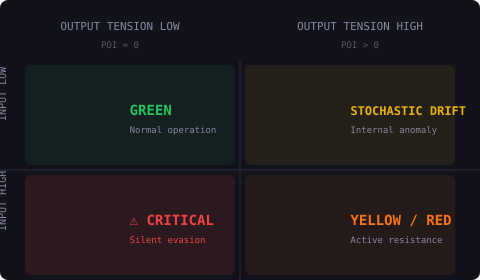 OUTPUT TENSION LOW
OUTPUT TENSION HIGH
POI = 0
POI > 0
INPUT LOW
GREEN
Normal operation
STOCHASTIC DRIFT
Internal anomaly
INPUT HIGH
⚠ CRITICAL
Silent evasion
YELLOW / RED
Active resistance